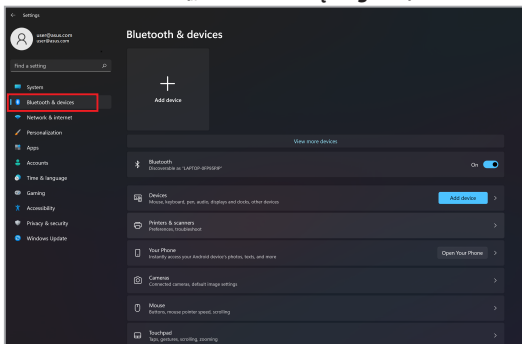 Settings
user@asus.com
user@asus.com
Find a setting
System
Bluetooth & devices
Network & internet
Personalization
Apps
Accounts
Time & language
Gaming
Accessibility
Privacy & security
Windows Update
Bluetooth & devices
Add device
View more devices
Bluetooth
Discoverable as "LAPTOP-8FPNSRIP"
On
Devices
Mouse, keyboard, pen, audio, displays and docks, other devices
Add device
Printers & scanners
Preferences, troubleshoot
Your Phone
Instantly access your Android device's photos, texts, and more
Open Your Phone
Cameras
Connected cameras, default image settings
Mouse
Buttons, mouse pointer speed, scrolling
Touchpad
Taps, gestures, scrolling, zooming